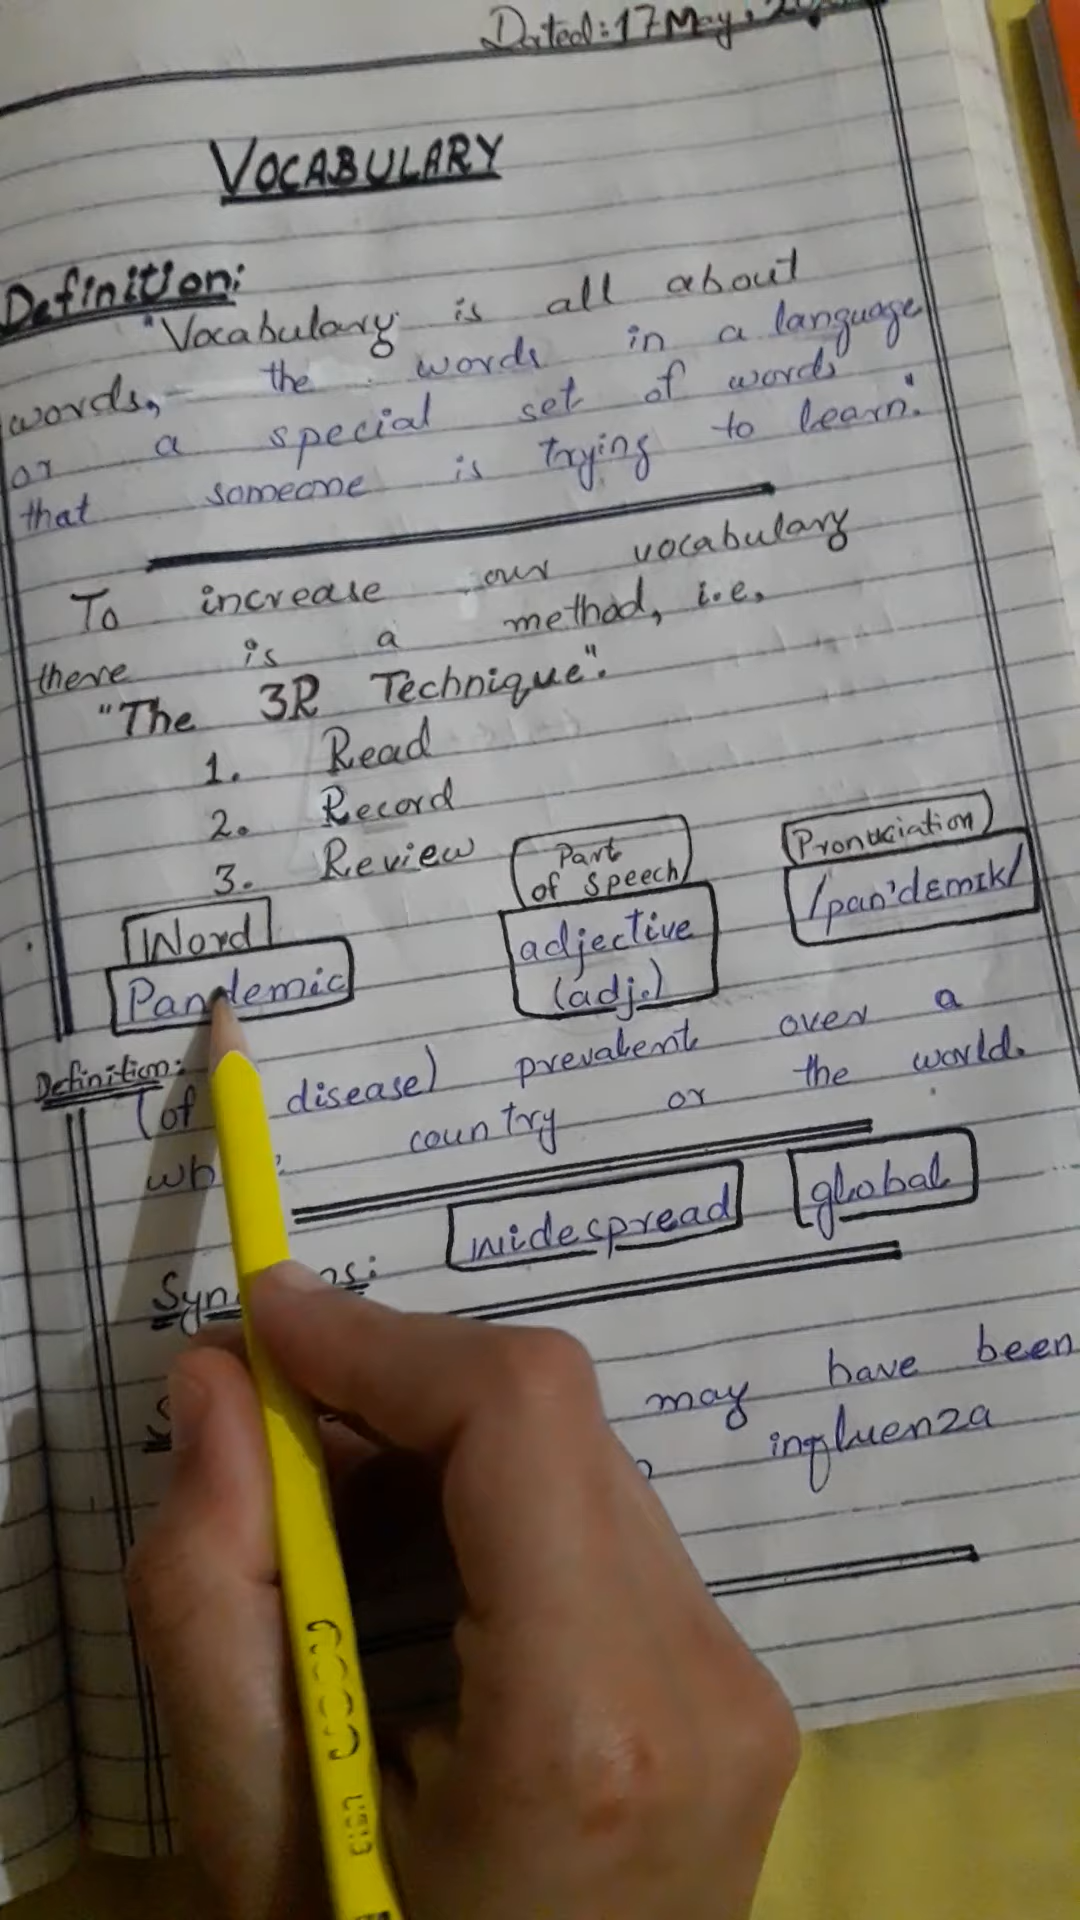 Dated: 17 May,
VOCABULARY
Definition:
"Vocabulary is all about
words, the words in a language
or a special set of words
that someone is trying to learn."
To increase our vocabulary
there is a method, i.e,
"The 3R Technique".
1. Read
2. Record
3. Review
Word
Part of Speech
Pronuciation
Pandemic
adjective (adj.)
/pan'dɛmɪk/
Definition:
(of disease) prevalent over a
country or the world.
widespread global
may have been
influenza